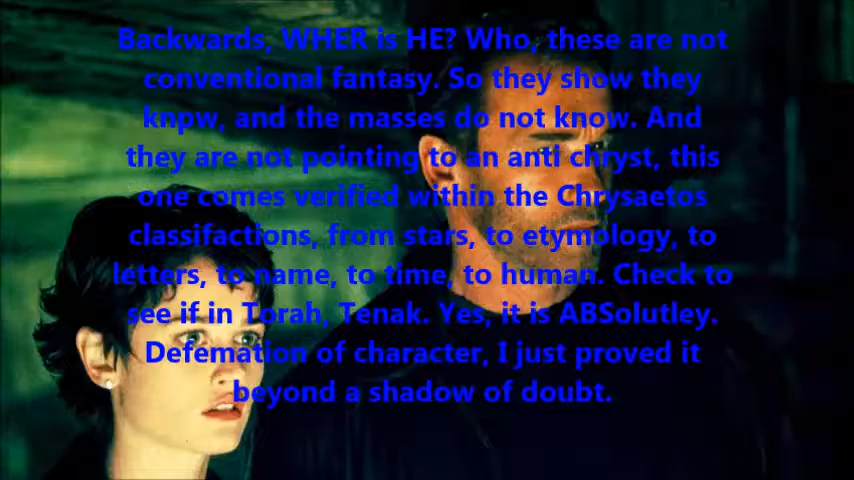 Backwards, WHER is HE? Who, these are not
conventional fantasy. So they show they
knpw, and the masses do not know. And
they are not pointing to an anti chryst, this
one comes verified within the Chrysaetos
classifactions, from stars, to etymology, to
letters, to name, to time, to human. Check to
see if in Torah, Tenak. Yes, it is ABSolutley.
Defemation of character, I just proved it
beyond a shadow of doubt.